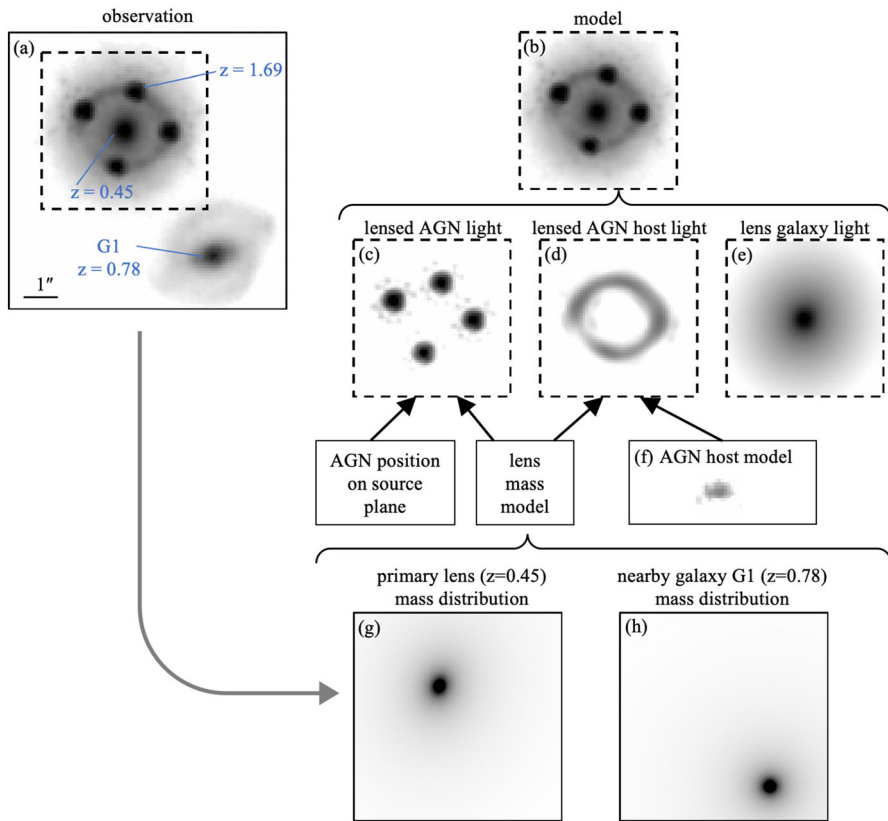 observation
(a)
z = 1.69
z = 0.45
G1
z = 0.78
1″
model
(b)
lensed AGN light
(c)
lensed AGN host light
(d)
lens galaxy light
(e)
AGN position
on source
plane
lens
mass
model
(f) AGN host model
primary lens (z=0.45)
mass distribution
(g)
nearby galaxy G1 (z=0.78)
mass distribution
(h)